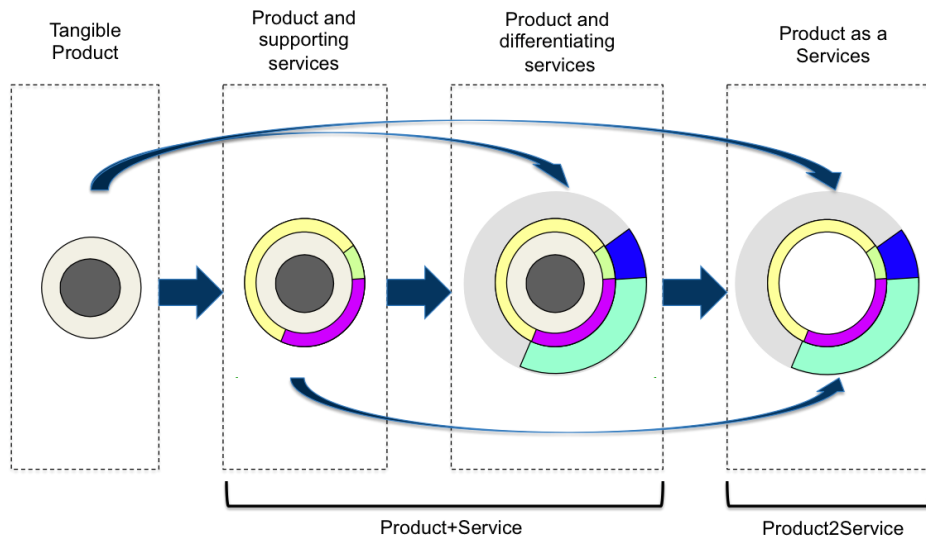 Tangible
Product
Product and
supporting
services
Product and
differentiating
services
Product as a
Services
Product+Service
Product2Service